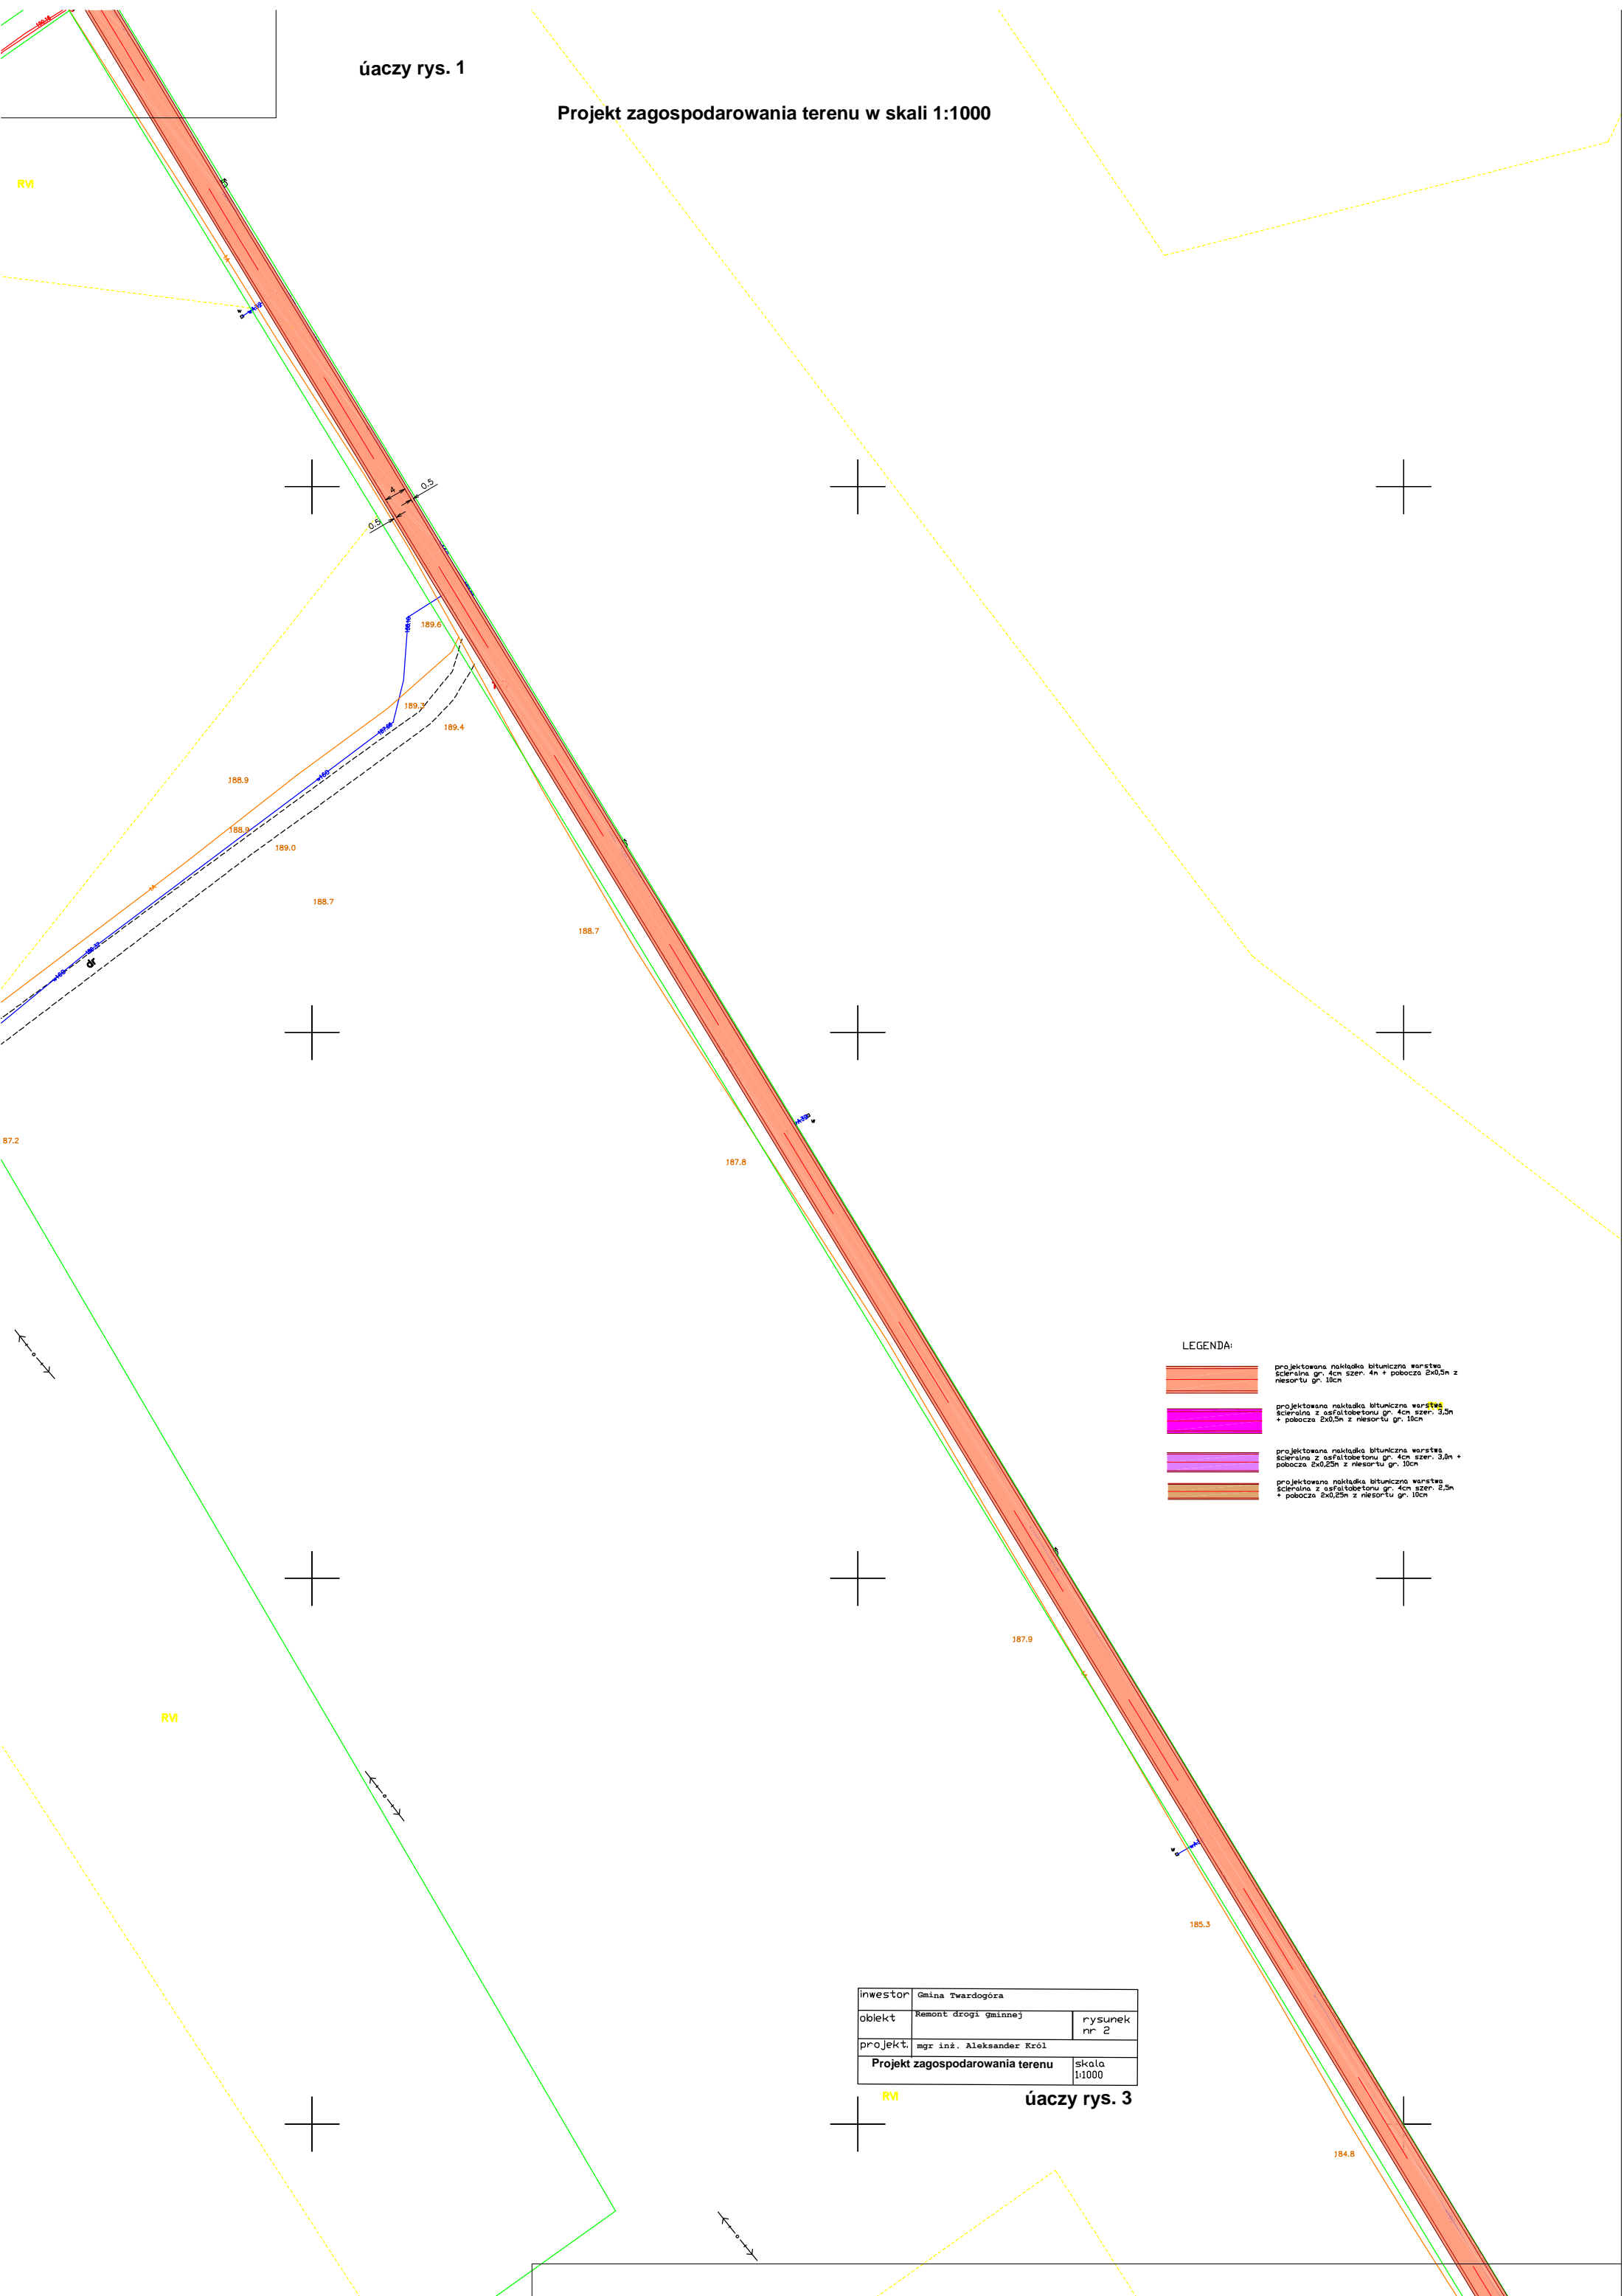 úaczy rys. 1
Projekt zagospodarowania terenu w skali 1:1000
RVI
4
0.5
0.5
189.6
189.3
189.4
188.9
188.9
189.0
188.7
188.7
dr
87.2
187.8
LEGENDA:
projektowana nakładka bitumiczna warstwa
ścieralna gr. 4cm szer. 4m + pobocza 2x0,5m z
niesortu gr. 10cm
projektowana nakładka bitumiczna warstwa
ścieralna z asfaltobetonu gr. 4cm szer. 3,5m
+ pobocza 2x0,5m z niesortu gr. 10cm
projektowana nakładka bitumiczna warstwa
ścieralna z asfaltobetonu gr. 4cm szer. 3,0m +
pobocza 2x0,25m z niesortu gr. 10cm
projektowana nakładka bitumiczna warstwa
ścieralna z asfaltobetonu gr. 4cm szer. 2,5m
+ pobocza 2x0,25m z niesortu gr. 10cm
187.9
RVI
185.3
inwestor Gmina Twardogóra
obiekt Remont drogi gminnej rysunek
nr 2
projekt. mgr inż. Aleksander Król
Projekt zagospodarowania terenu skala
1:1000
RVI
úaczy rys. 3
184.8